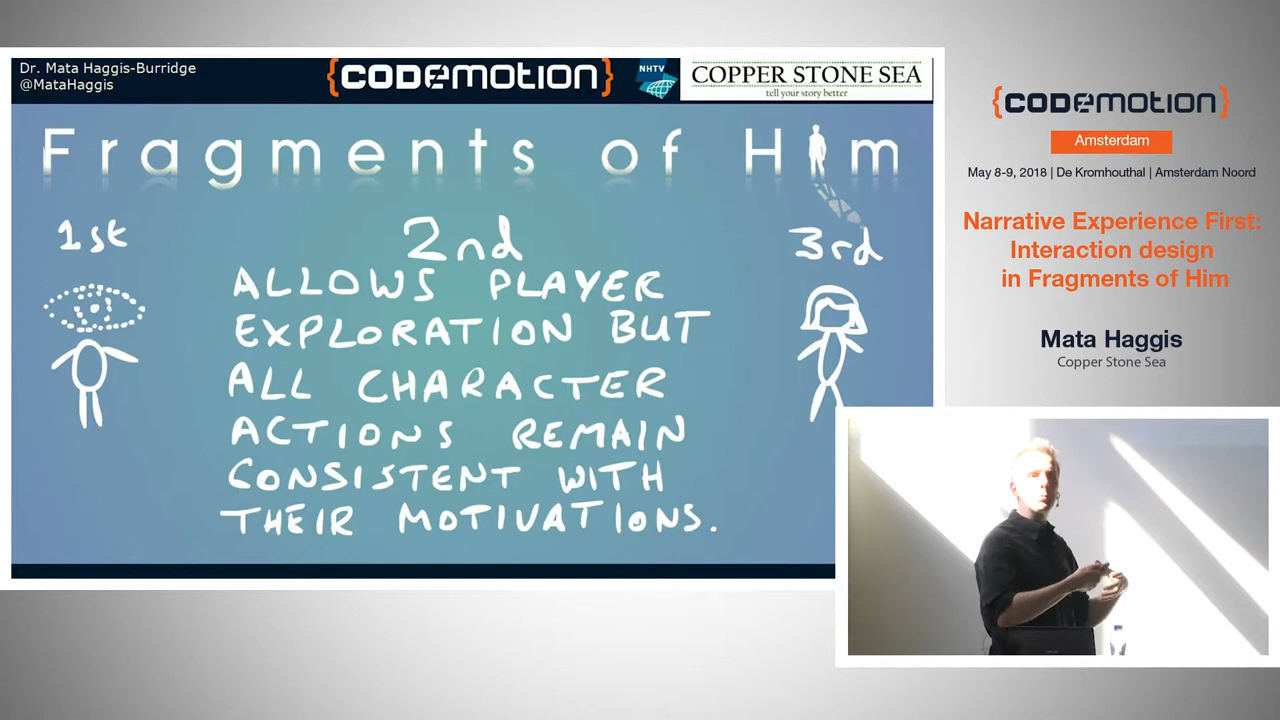 Dr. Mata Haggis-Burridge
@MataHaggis
{CODEMOTION}
NHTV
COPPER STONE SEA
tell your story better
Fragments of Him
1st
2nd
3rd
ALLOWS PLAYER
EXPLORATION BUT
ALL CHARACTER
ACTIONS REMAIN
CONSISTENT WITH
THEIR MOTIVATIONS.
{CODEMOTION}
Amsterdam
May 8-9, 2018 | De Kromhouthal | Amsterdam Noord
Narrative Experience First:
Interaction design
in Fragments of Him
Mata Haggis
Copper Stone Sea